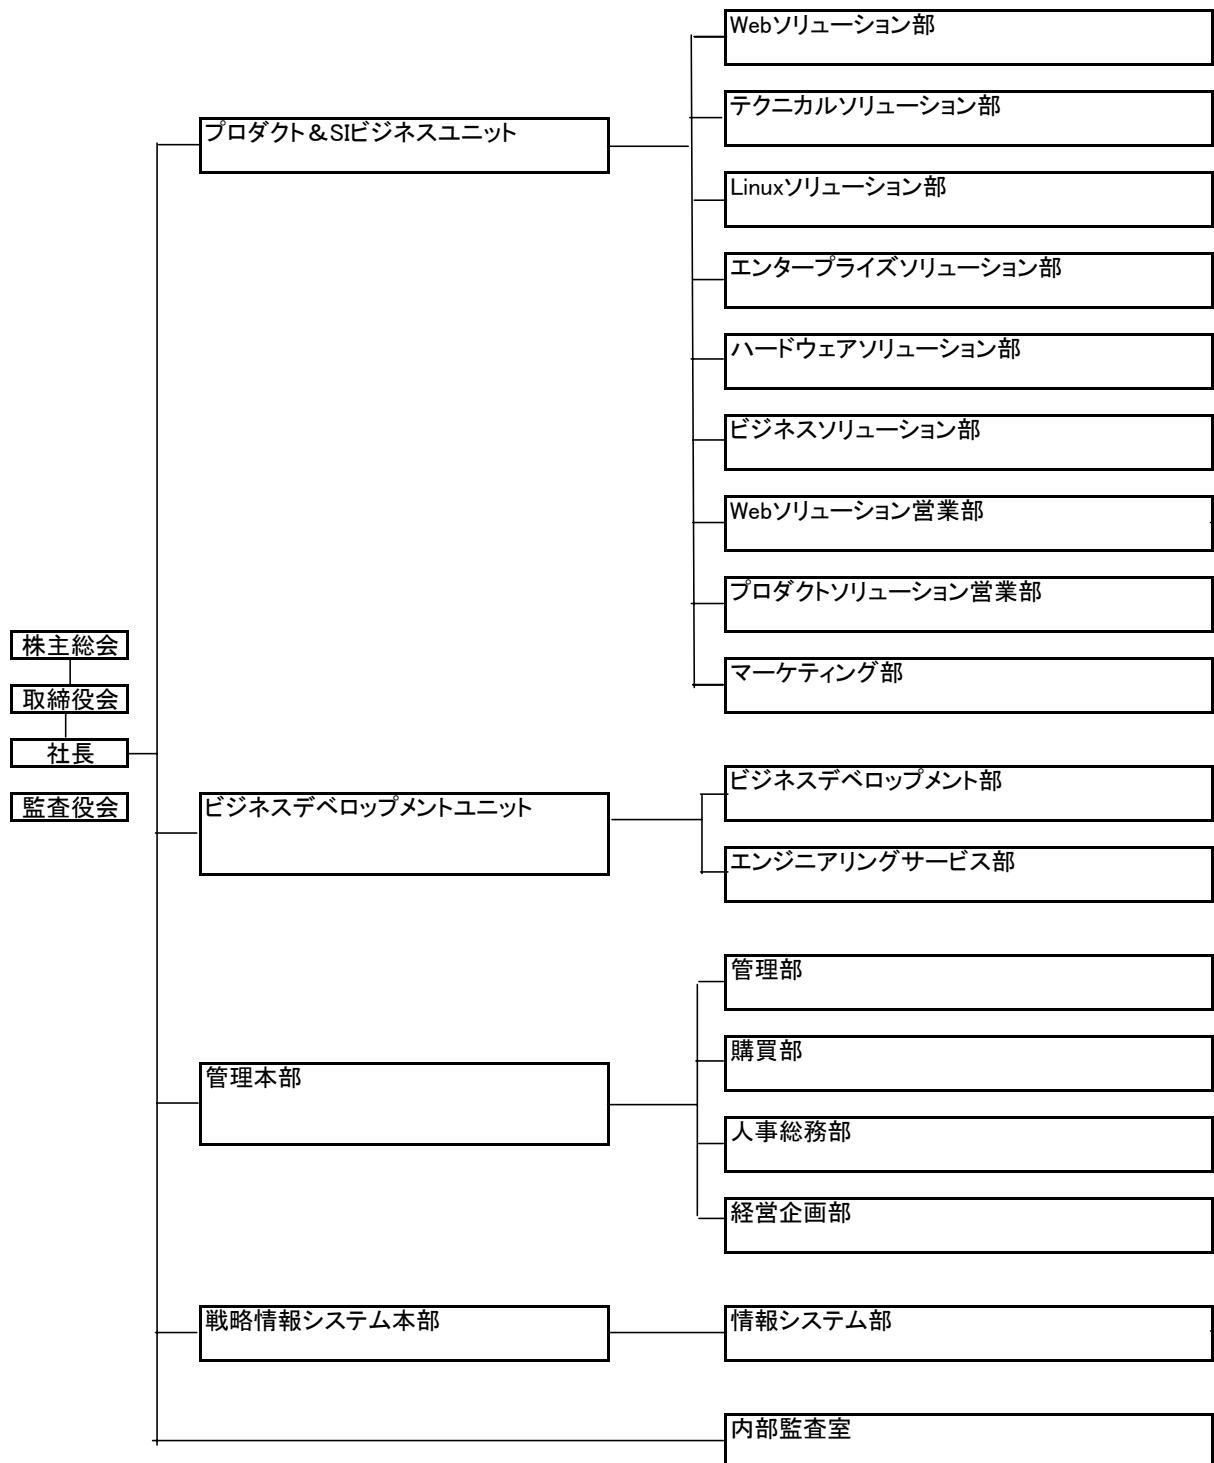 株主総会
取締役会
社長
監査役会
プロダクト&SIビジネスユニット
Webソリューション部
テクニカルソリューション部
Linuxソリューション部
エンタープライズソリューション部
ハードウェアソリューション部
ビジネスソリューション部
Webソリューション営業部
プロダクトソリューション営業部
マーケティング部
ビジネスデベロップメントユニット
ビジネスデベロップメント部
エンジニアリングサービス部
管理本部
管理部
購買部
人事総務部
経営企画部
戦略情報システム本部
情報システム部
内部監査室